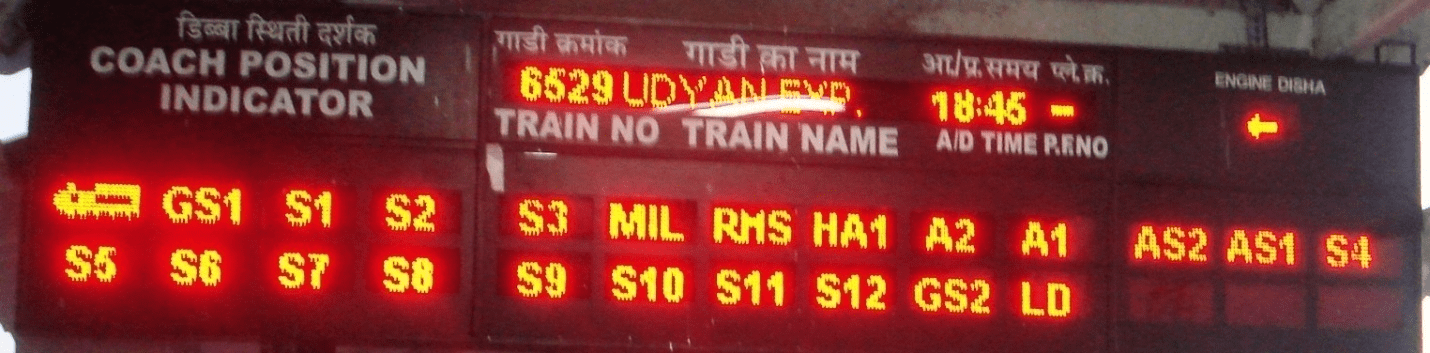 डिब्बा स्थिती दर्शक
COACH POSITION
INDICATOR
गाडी क्रमांक गाडी का नाम आ/प्र.समय प्ले.क्र.
6529 UDYAN EXP. 18:45 -
TRAIN NO TRAIN NAME A/D TIME P.F.NO
ENGINE DISHA
←
GS1 S1 S2 S3 MIL RMS HA1 A2 A1 AS2 AS1 S4
S5 S6 S7 S8 S9 S10 S11 S12 GS2 LD